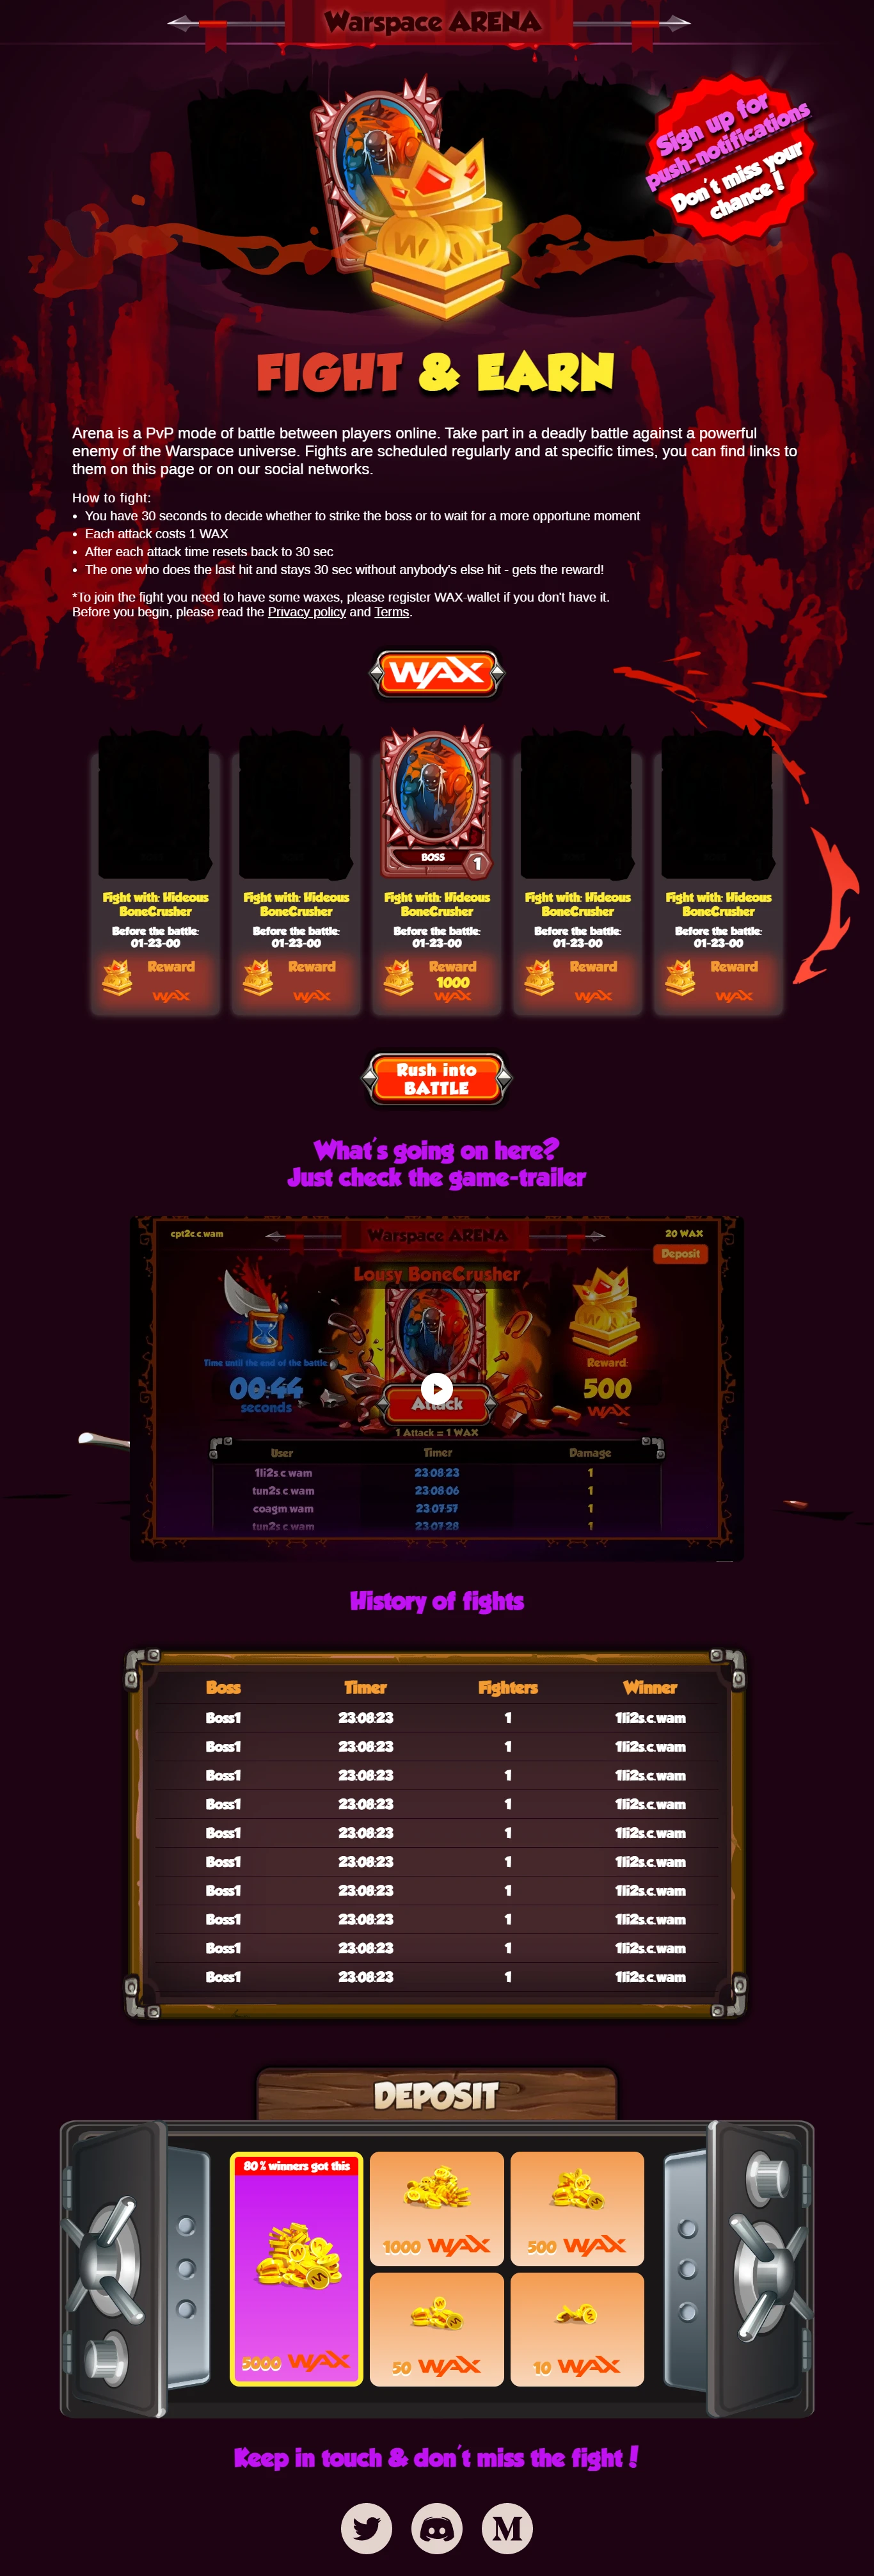 Warspace ARENA
Sign up for
push-notifications
Don't miss your
chance!
FIGHT & EARN
Arena is a PvP mode of battle between players online. Take part in a deadly battle against a powerful
enemy of the Warspace universe. Fights are scheduled regularly and at specific times, you can find links to
them on this page or on our social networks.
How to fight:
• You have 30 seconds to decide whether to strike the boss or to wait for a more opportune moment
• Each attack costs 1 WAX
• After each attack time resets back to 30 sec
• The one who does the last hit and stays 30 sec without anybody's else hit - gets the reward!
*To join the fight you need to have some waxes, please register WAX-wallet if you don't have it.
Before you begin, please read the Privacy policy and Terms.
WAX
BOSS
1
Fight with: Hideous
BoneCrusher
Before the battle:
01-23-00
Reward
WAX
Fight with: Hideous
BoneCrusher
Before the battle:
01-23-00
Reward
WAX
Fight with: Hideous
BoneCrusher
Before the battle:
01-23-00
Reward
1000
WAX
Fight with: Hideous
BoneCrusher
Before the battle:
01-23-00
Reward
WAX
Fight with: Hideous
BoneCrusher
Before the battle:
01-23-00
Reward
WAX
Rush into
BATTLE
What's going on here?
Just check the game-trailer
cpt2c c wam
Warspace ARENA
20 WAX
Deposit
Lousy BoneCrusher
Time until the end of the battle
00:44
seconds
Attack
1 Attack = 1 WAX
Reward:
500
WAX
User Timer Damage
1li2s c wam 23:08:23 1
tun2s c wam 23:08:06 1
coagm wam 23:07:57 1
tun2s c wam 23:07:28 1
History of fights
Boss Timer Fighters Winner
Boss1 23:08:23 1 1li2s.c.wam
Boss1 23:08:23 1 1li2s.c.wam
Boss1 23:08:23 1 1li2s.c.wam
Boss1 23:08:23 1 1li2s.c.wam
Boss1 23:08:23 1 1li2s.c.wam
Boss1 23:08:23 1 1li2s.c.wam
Boss1 23:08:23 1 1li2s.c.wam
Boss1 23:08:23 1 1li2s.c.wam
Boss1 23:08:23 1 1li2s.c.wam
Boss1 23:08:23 1 1li2s.c.wam
DEPOSIT
80 % winners got this
5000 WAX
1000 WAX
500 WAX
50 WAX
10 WAX
Keep in touch & don't miss the fight!